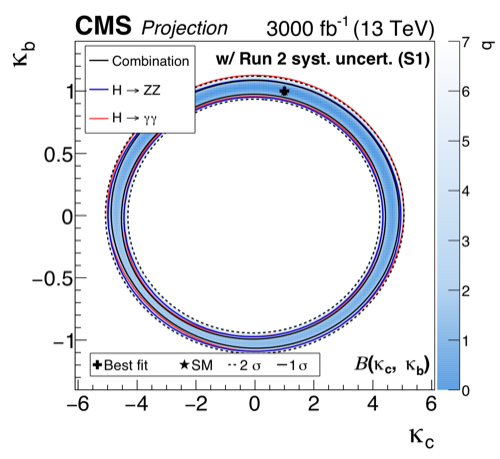 CMS Projection 3000 fb⁻¹ (13 TeV)
w/ Run 2 syst. uncert. (S1)
Combination
H → ZZ
H → γγ
κb
1
0.5
0
−0.5
−1
Best fit ★SM 2 σ 1 σ
B(κc, κb)
−6 −4 −2 0 2 4 6
κc
q
7
6
5
4
3
2
1
0